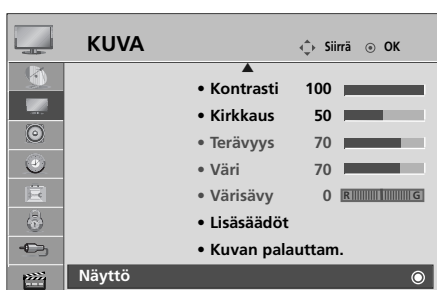 KUVA Siirrä OK
• Kontrasti 100
• Kirkkaus 50
• Terävyys 70
• Väri 70
• Värisävy 0 R G
• Lisäsäädöt
• Kuvan palauttam.
Näyttö